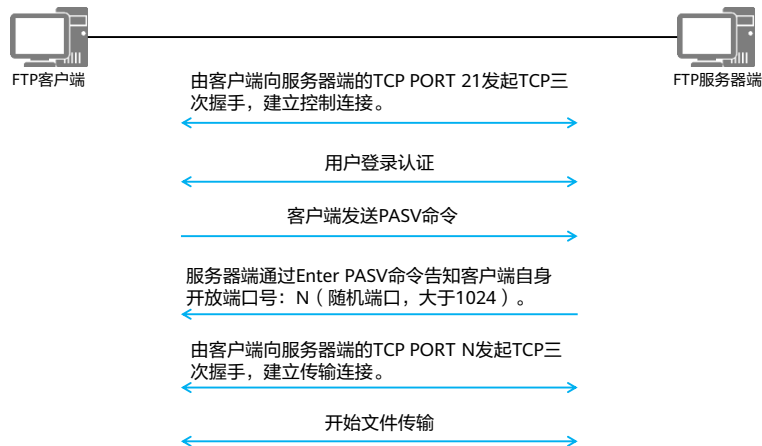 FTP客户端
FTP服务器端
由客户端向服务器端的TCP PORT 21发起TCP三
次握手，建立控制连接。
用户登录认证
客户端发送PASV命令
服务器端通过Enter PASV命令告知客户端自身
开放端口号：N（随机端口，大于1024）。
由客户端向服务器端的TCP PORT N发起TCP三
次握手，建立传输连接。
开始文件传输